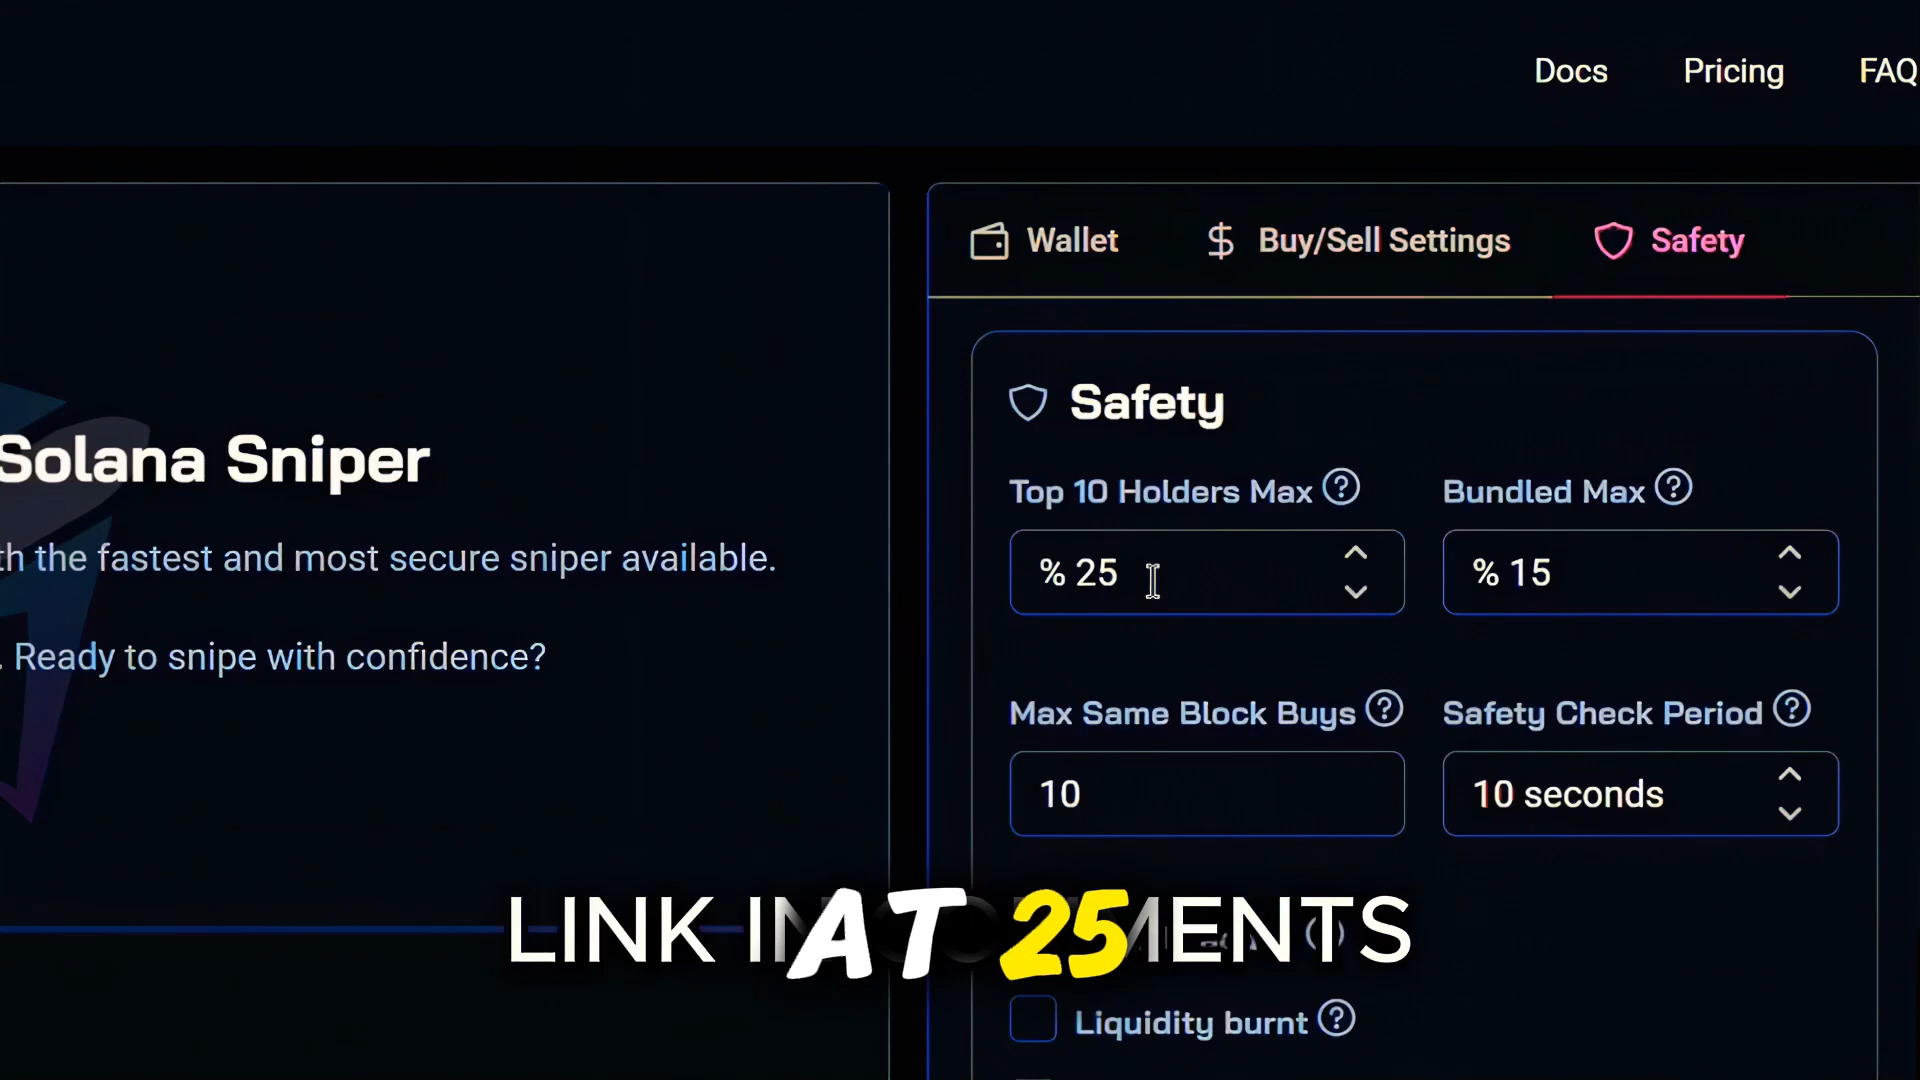 Docs Pricing FAQ
Wallet Buy/Sell Settings Safety
Solana Sniper
th the fastest and most secure sniper available.
. Ready to snipe with confidence?
Safety
Top 10 Holders Max Bundled Max
% 25 % 15
Max Same Block Buys Safety Check Period
10 10 seconds
LINK IN
AT 25
MENTS
Liquidity burnt